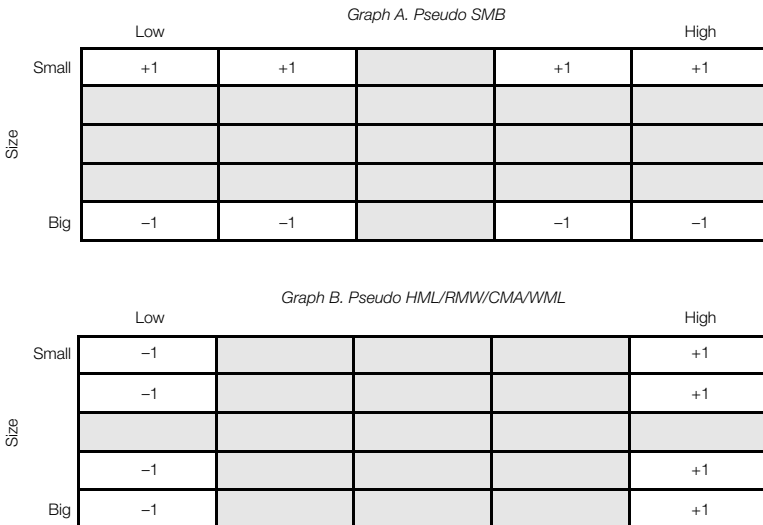 Graph A. Pseudo SMB
Low High
Small +1 +1 +1 +1
Size
Big –1 –1 –1 –1
Graph B. Pseudo HML/RMW/CMA/WML
Low High
Small –1 +1
–1 +1
Size
–1 +1
Big –1 +1